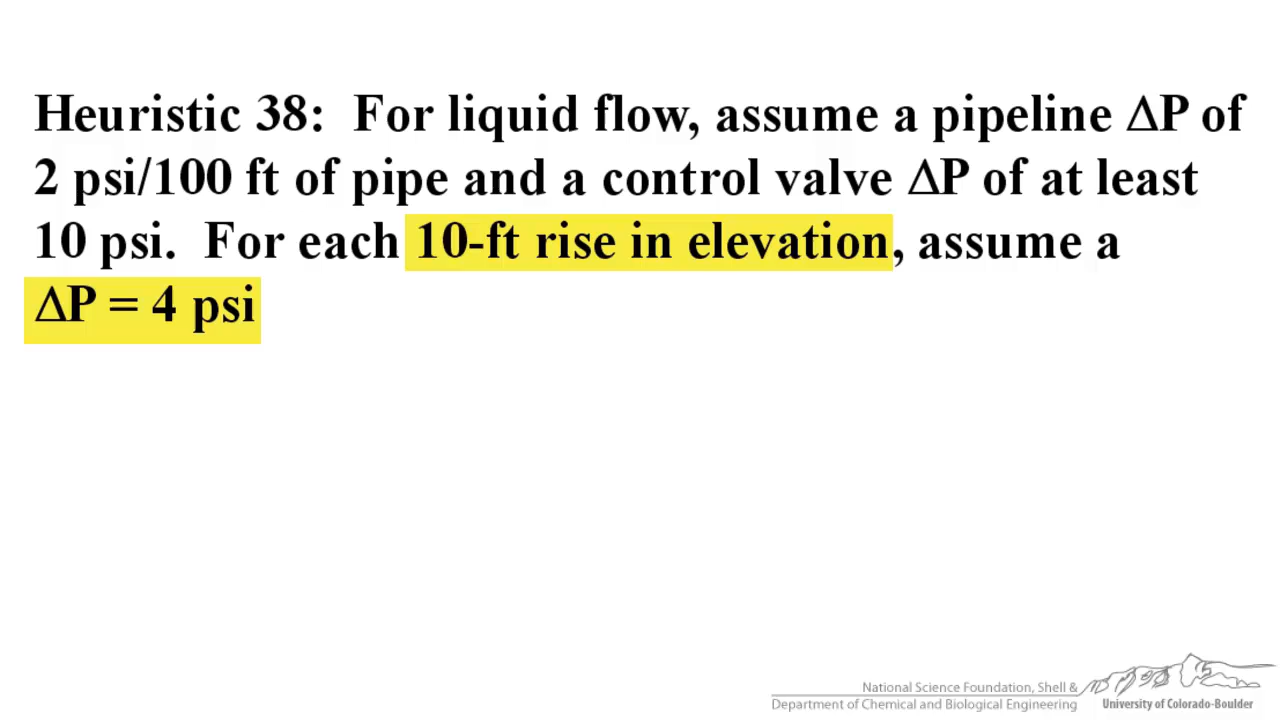 Heuristic 38:  For liquid flow, assume a pipeline ΔP of
2 psi/100 ft of pipe and a control valve ΔP of at least
10 psi.  For each 10-ft rise in elevation, assume a
ΔP = 4 psi
National Science Foundation, Shell &
Department of Chemical and Biological Engineering
University of Colorado-Boulder